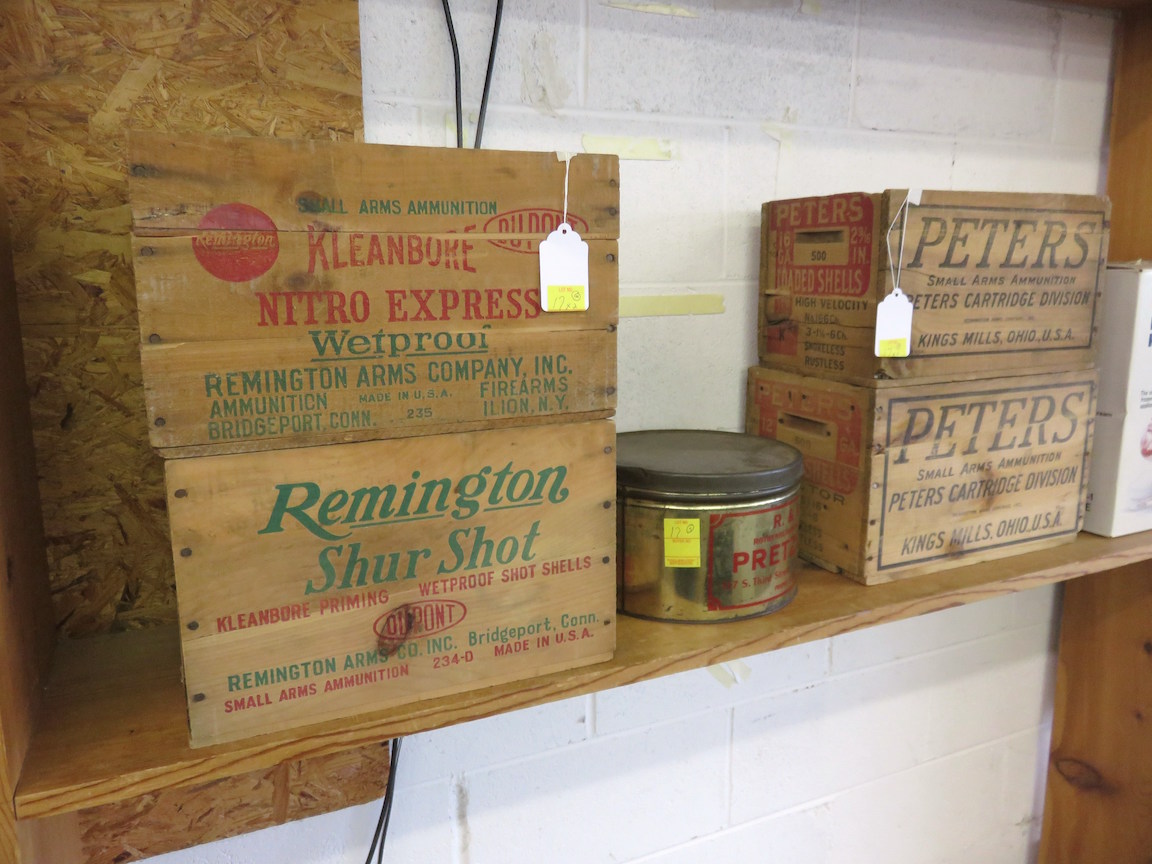 SMALL ARMS AMMUNITION
Remington
KLEANBORE
DUPONT
NITRO EXPRESS
Wetproof
REMINGTON ARMS COMPANY, INC.
AMMUNITION
MADE IN U.S.A.
FIREARMS
BRIDGEPORT, CONN.
235
ILION, N.Y.
Remington
Shur Shot
KLEANBORE PRIMING WETPROOF SHOT SHELLS
DUPONT
REMINGTON ARMS CO. INC. Bridgeport, Conn.
SMALL ARMS AMMUNITION 234-D MADE IN U.S.A.
PETERS
16
GA
500
IN.
LOADED SHELLS
HIGH VELOCITY
SMOKELESS
RUSTLESS
PETERS
SMALL ARMS AMMUNITION
PETERS CARTRIDGE DIVISION
KINGS MILLS, OHIO, U.S.A.
PETERS
PETERS
SMALL ARMS AMMUNITION
PETERS CARTRIDGE DIVISION
KINGS MILLS, OHIO, U.S.A.